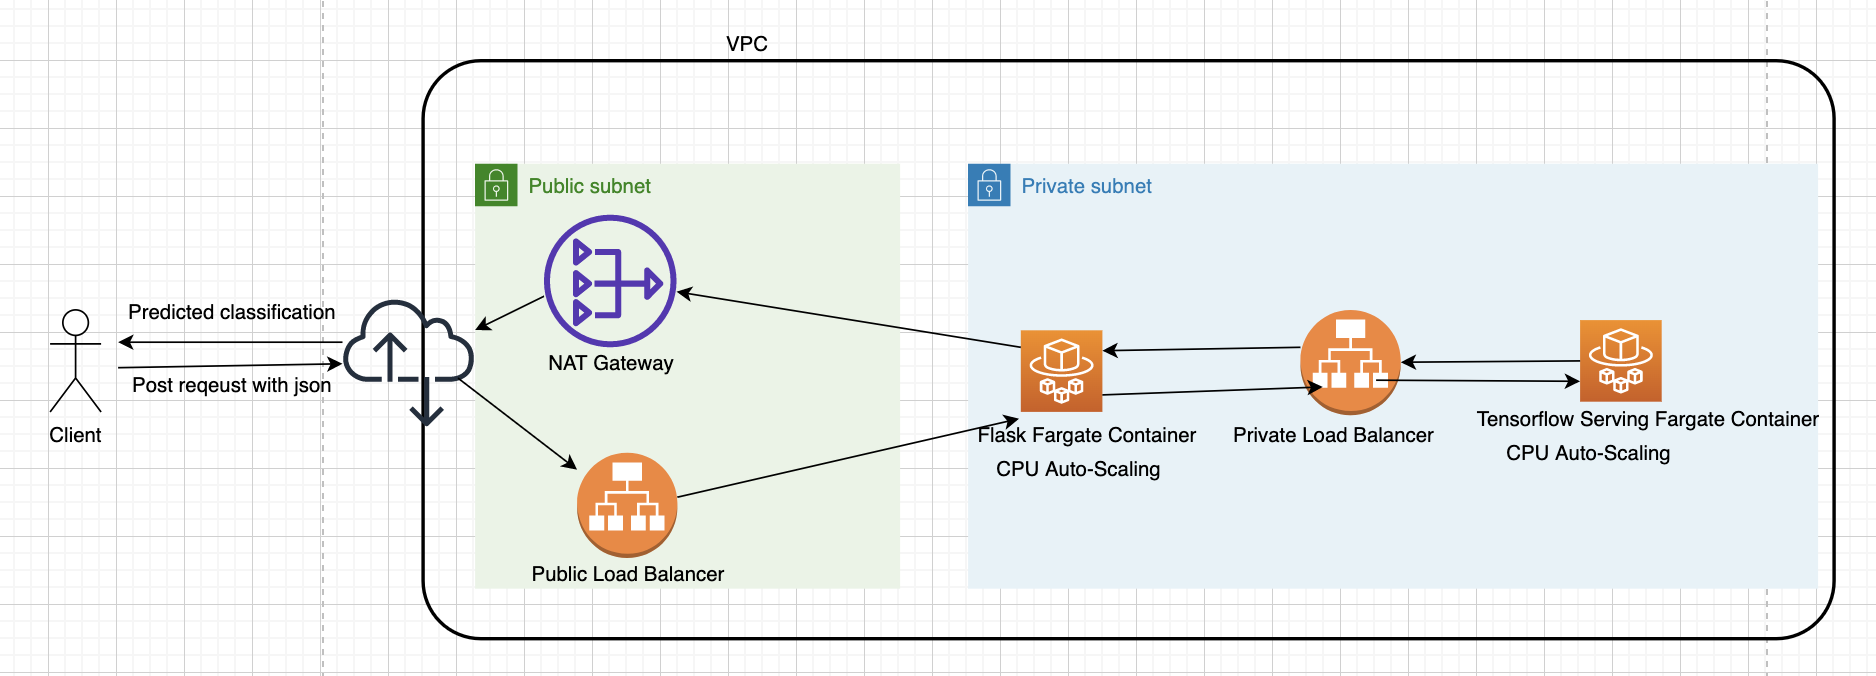 VPC
Public subnet
Private subnet
Predicted classification
Post reqeust with json
Client
NAT Gateway
Public Load Balancer
Flask Fargate Container
CPU Auto-Scaling
Private Load Balancer
Tensorflow Serving Fargate Container
CPU Auto-Scaling